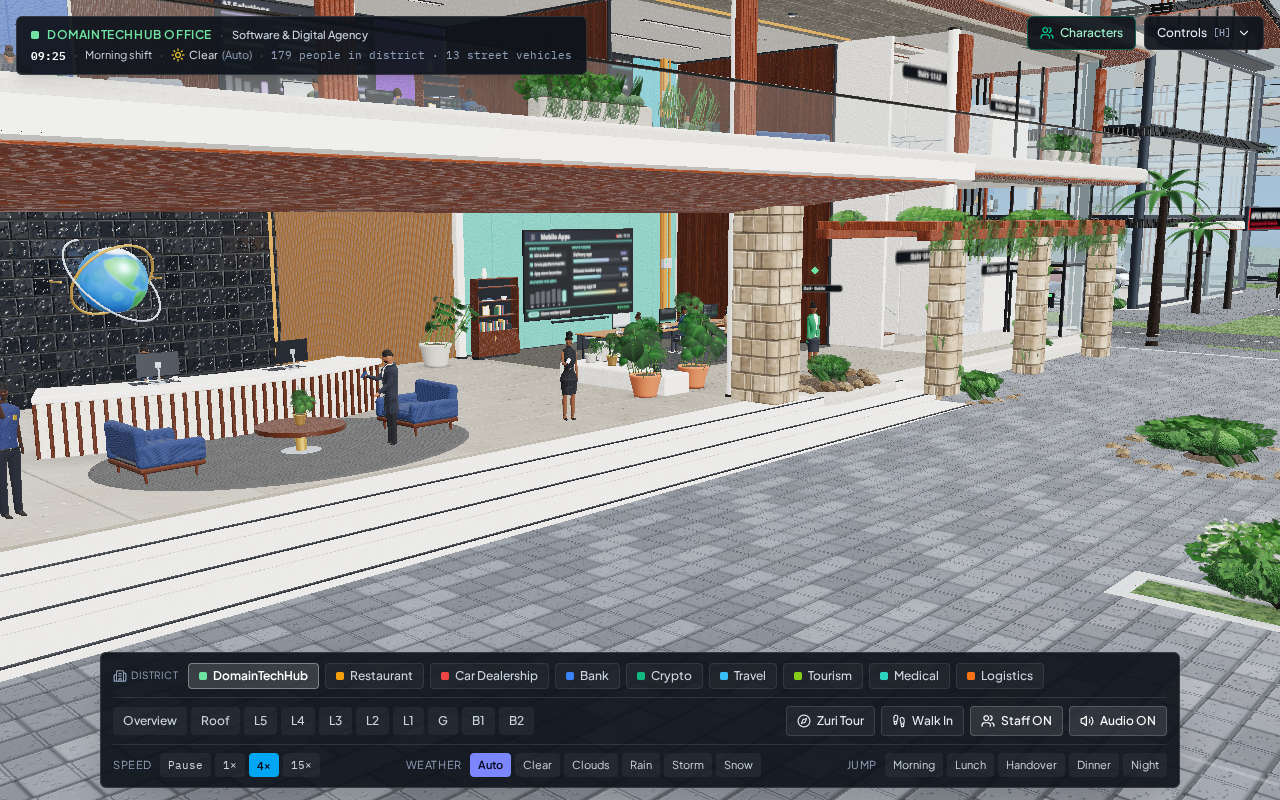 DOMAINTECHHUB OFFICE · Software & Digital Agency
09:25 · Morning shift · Clear (Auto) · 179 people in district · 13 street vehicles
Characters
Controls [H]
Mobile Apps
DISTRICT DomainTechHub Restaurant Car Dealership Bank Crypto Travel Tourism Medical Logistics
Overview Roof L5 L4 L3 L2 L1 G B1 B2 Zuri Tour Walk In Staff ON Audio ON
SPEED Pause 1× 4× 15× WEATHER Auto Clear Clouds Rain Storm Snow JUMP Morning Lunch Handover Dinner Night